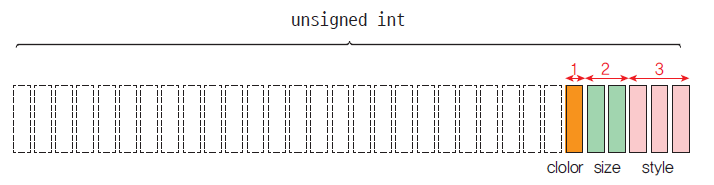 unsigned int
1 2 3
clolor size style